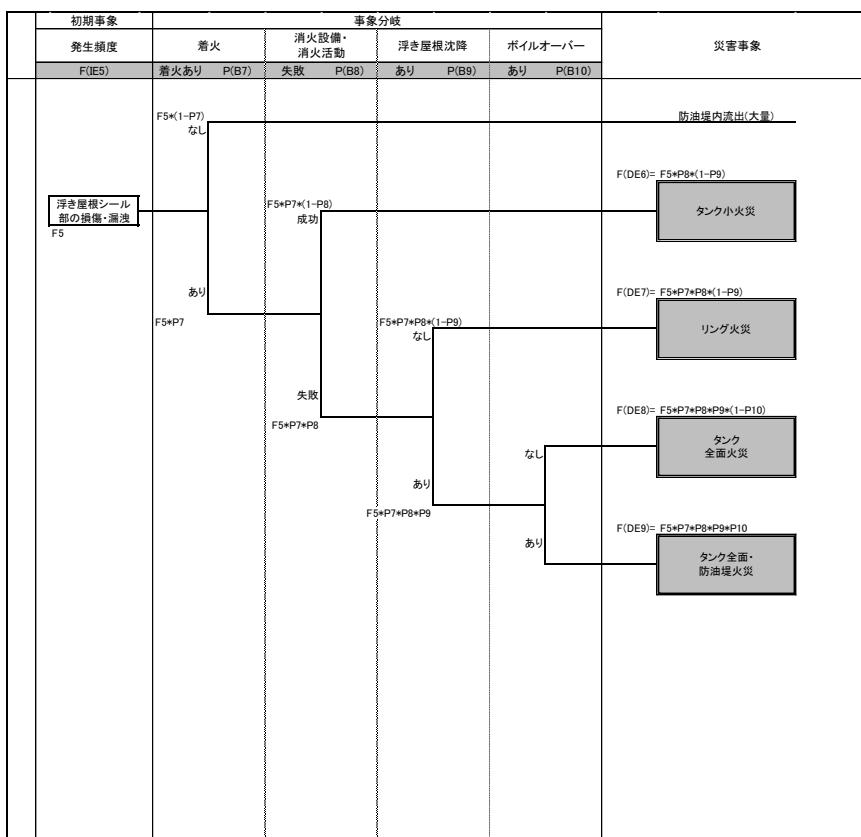 初期事象
事象分岐
災害事象
発生頻度
着火
消火設備・
消火活動
浮き屋根沈降
ボイルオーバー
F(IE5)
着火あり P(B7)
失敗 P(B8)
あり P(B9)
あり P(B10)
F5*(1-P7)
なし
防油堤内流出(大量)
F(DE6)= F5*P8*(1-P9)
浮き屋根シール
部の損傷・漏洩
F5
F5*P7*(1-P8)
成功
タンク小火災
あり
F5*P7
F(DE7)= F5*P7*P8*(1-P9)
F5*P7*P8*(1-P9)
なし
リング火災
失敗
F5*P7*P8
F(DE8)= F5*P7*P8*P9*(1-P10)
タンク
全面火災
なし
あり
F5*P7*P8*P9
F(DE9)= F5*P7*P8*P9*P10
あり
タンク全面・
防油堤火災